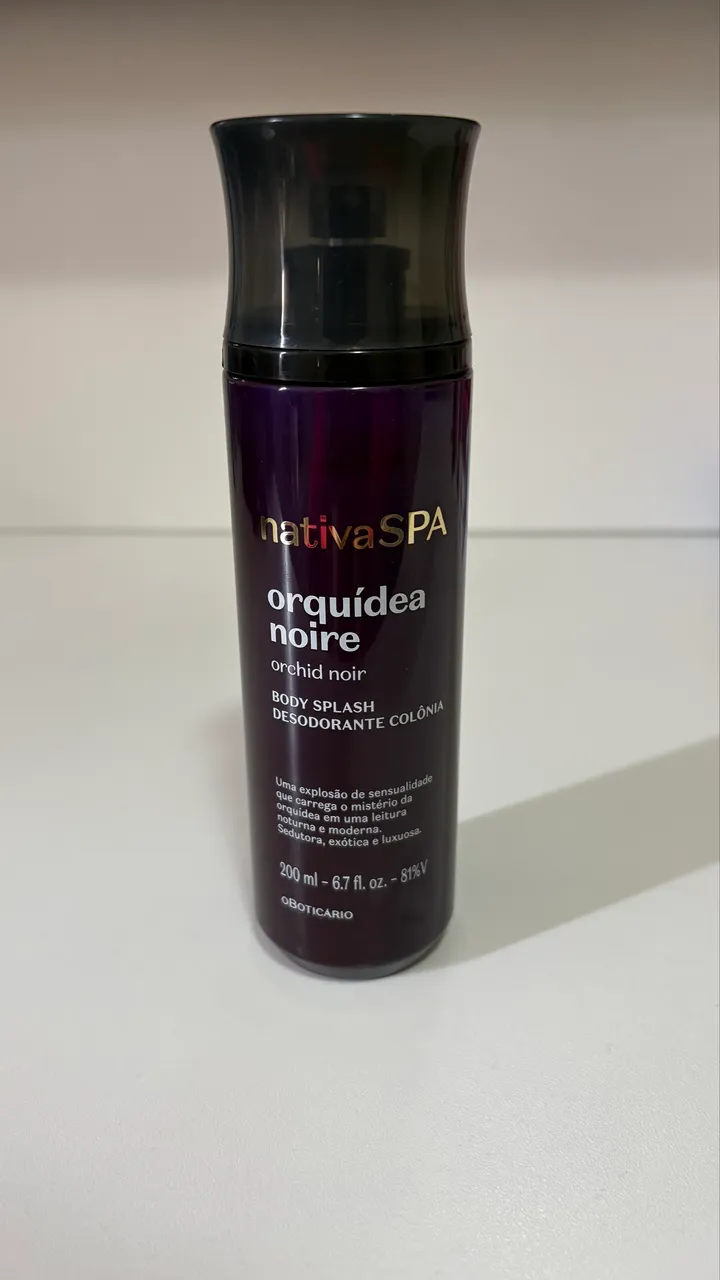 nativaSPA
orquídea
noire
orchid noir
BODY SPLASH
DESODORANTE COLÔNIA
Uma explosão de sensualidade
que carrega o mistério da
orquídea em uma leitura
noturna e moderna.
Sedutora, exótica e luxuosa.
200 ml - 6.7 fl. oz. - 81%V
oBOTICÁRIO